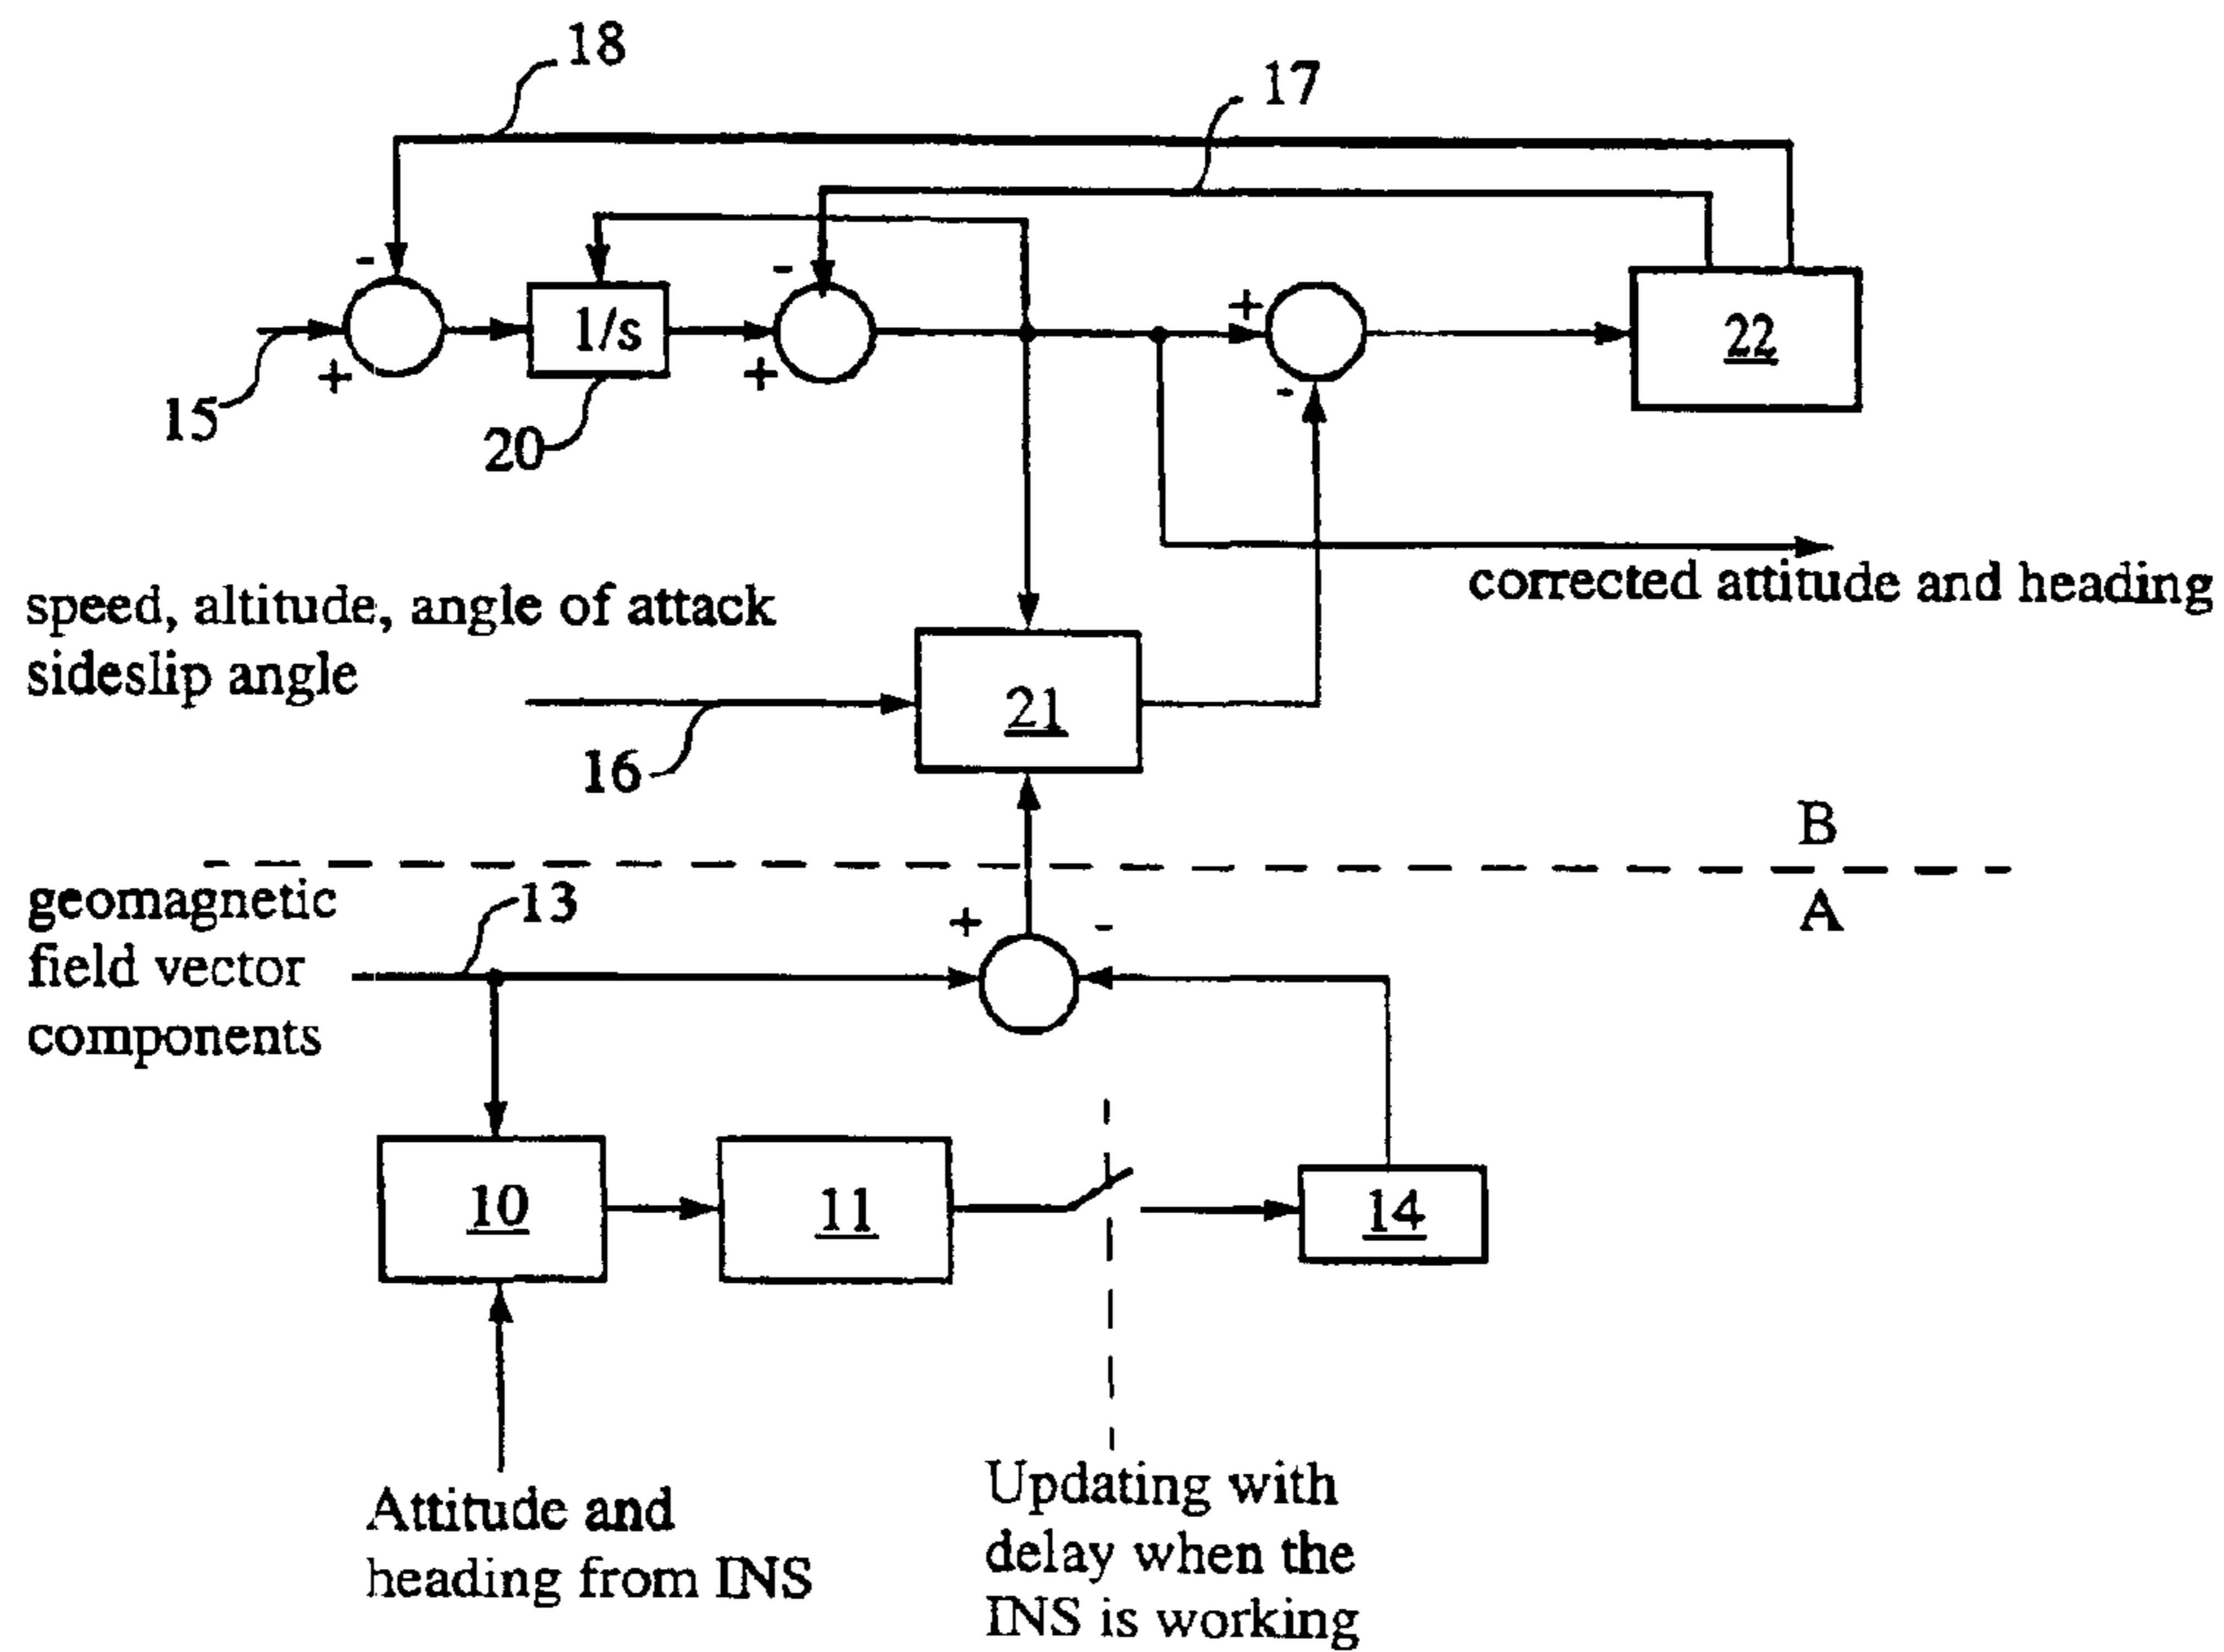 18
17
-
-
+
1/s
22
+
+
-
15
20
corrected attitude and heading
speed, altitude, angle of attack
sideslip angle
21
16
B
A
geomagnetic
field vector
components
13
+
-
10
11
14
Attitude and
heading from INS
Updating with
delay when the
INS is working